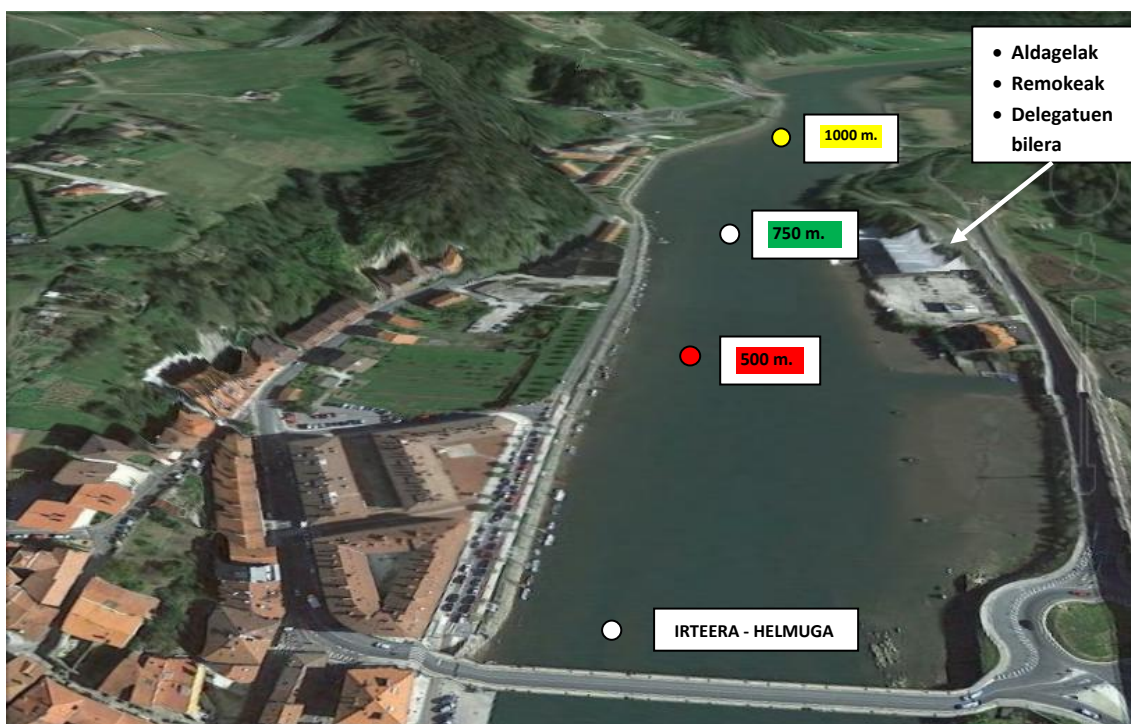 • Aldagelak
• Remokeak
• Delegatuen
bilera
1000 m.
750 m.
500 m.
IRTEERA - HELMUGA